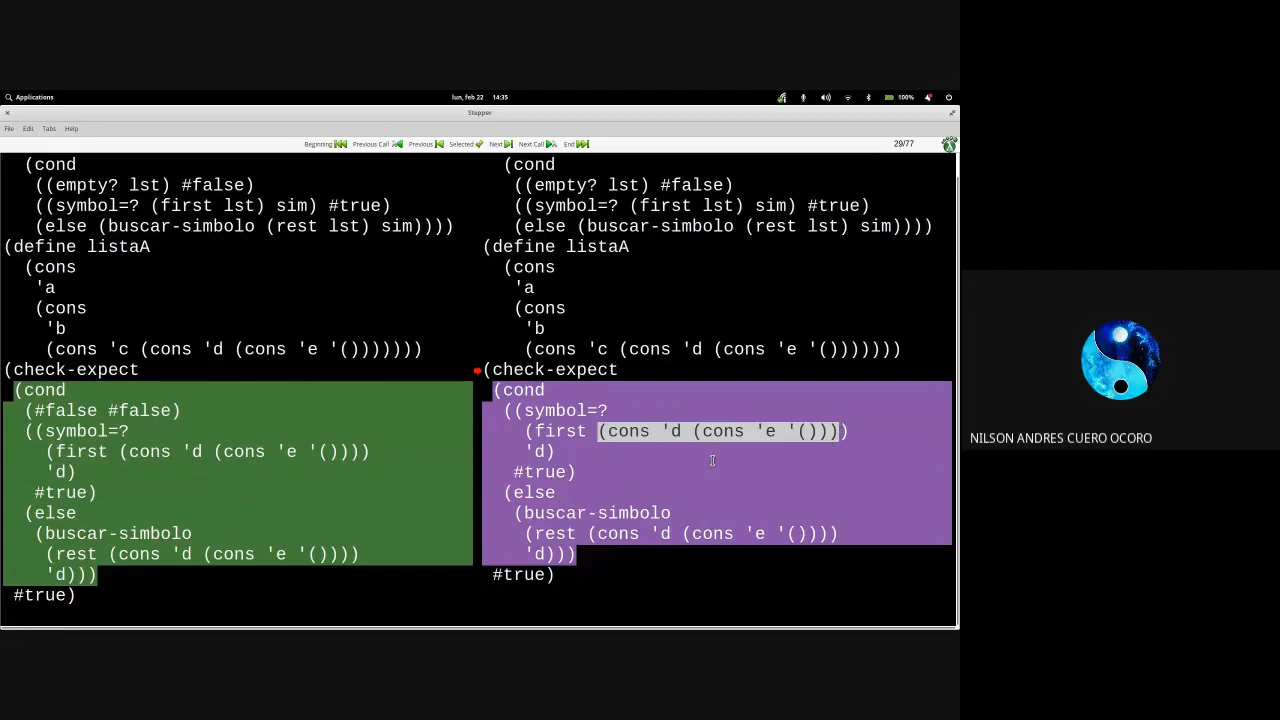 Applications
lun, feb 22 14:35
100%
Stepper
File Edit Tabs Help
Beginning Previous Call Previous Selected Next Next Call End 29/77
(cond
((empty? lst) #false)
((symbol=? (first lst) sim) #true)
(else (buscar-simbolo (rest lst) sim))))
(define listaA
(cons
'a
(cons
'b
(cons 'c (cons 'd (cons 'e '()))))))
(check-expect
(cond
(#false #false)
((symbol=?
(first (cons 'd (cons 'e '())))
'd)
#true)
(else
(buscar-simbolo
(rest (cons 'd (cons 'e '())))
'd)))
#true)
(cond
((empty? lst) #false)
((symbol=? (first lst) sim) #true)
(else (buscar-simbolo (rest lst) sim))))
(define listaA
(cons
'a
(cons
'b
(cons 'c (cons 'd (cons 'e '()))))))
(check-expect
(cond
((symbol=?
(first (cons 'd (cons 'e '())))
'd)
#true)
(else
(buscar-simbolo
(rest (cons 'd (cons 'e '())))
'd)))
#true)
NILSON ANDRES CUERO OCORO